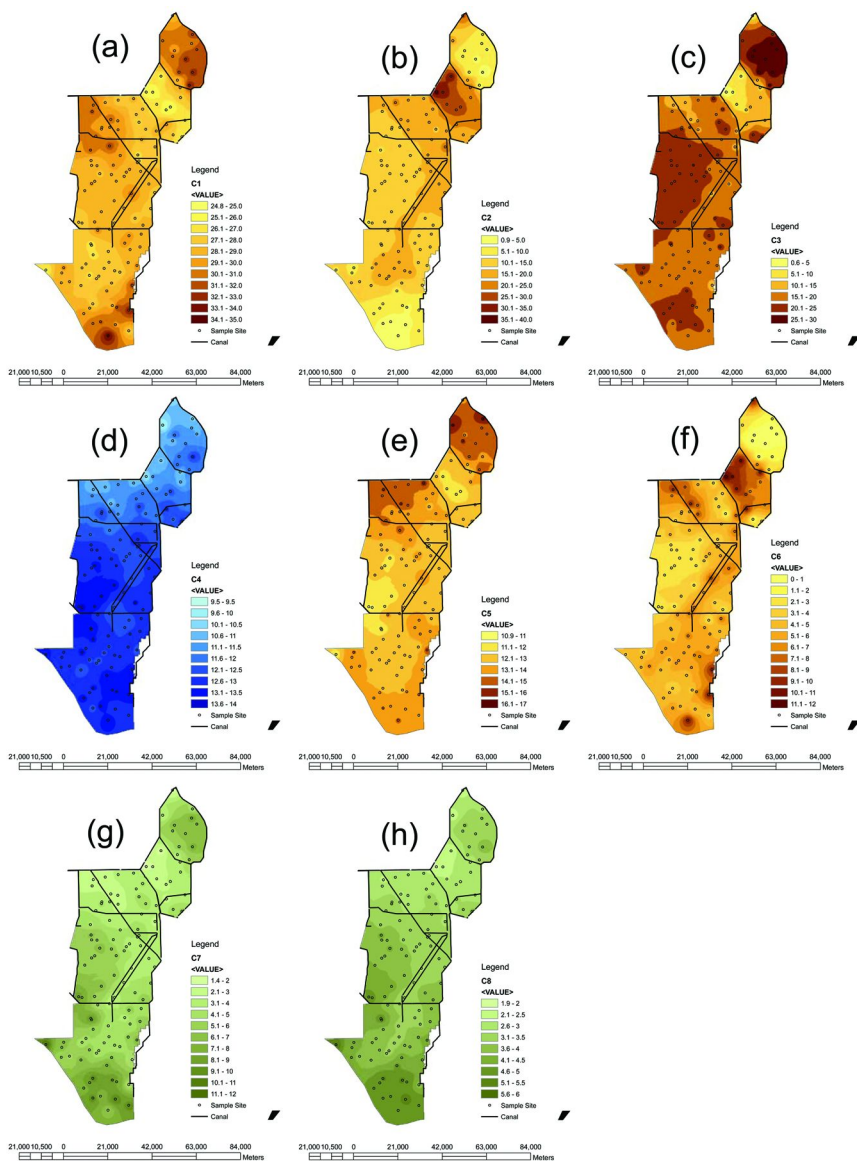 (a)
Legend
C1
<VALUE>
24.8 - 25.0
25.1 - 26.0
26.1 - 27.0
27.1 - 28.0
28.1 - 29.0
29.1 - 30.0
30.1 - 31.0
31.1 - 32.0
32.1 - 33.0
33.1 - 34.0
34.1 - 35.0
Sample Site
Canal
21,000 10,500 0 21,000 42,000 63,000 84,000 Meters
(b)
Legend
C2
<VALUE>
0.9 - 5.0
5.1 - 10.0
10.1 - 15.0
15.1 - 20.0
20.1 - 25.0
25.1 - 30.0
30.1 - 35.0
35.1 - 40.0
Sample Site
Canal
21,000 10,500 0 21,000 42,000 63,000 84,000 Meters
(c)
Legend
C3
<VALUE>
0.6 - 5
5.1 - 10
10.1 - 15
15.1 - 20
20.1 - 25
25.1 - 30
Sample Site
Canal
21,000 10,500 0 21,000 42,000 63,000 84,000 Meters
(d)
Legend
C4
<VALUE>
9.5 - 9.5
9.6 - 10
10.1 - 10.5
10.6 - 11
11.1 - 11.5
11.6 - 12
12.1 - 12.5
12.6 - 13
13.1 - 13.5
13.6 - 14
Sample Site
Canal
21,000 10,500 0 21,000 42,000 63,000 84,000 Meters
(e)
Legend
C5
<VALUE>
10.9 - 11
11.1 - 12
12.1 - 13
13.1 - 14
14.1 - 15
15.1 - 16
16.1 - 17
Sample Site
Canal
21,000 10,500 0 21,000 42,000 63,000 84,000 Meters
(f)
Legend
C6
<VALUE>
0 - 1
1.1 - 2
2.1 - 3
3.1 - 4
4.1 - 5
5.1 - 6
6.1 - 7
7.1 - 8
8.1 - 9
9.1 - 10
10.1 - 11
11.1 - 12
Sample Site
Canal
21,000 10,500 0 21,000 42,000 63,000 84,000 Meters
(g)
Legend
C7
<VALUE>
1.4 - 2
2.1 - 3
3.1 - 4
4.1 - 5
5.1 - 6
6.1 - 7
7.1 - 8
8.1 - 9
9.1 - 10
10.1 - 11
11.1 - 12
Sample Site
Canal
21,000 10,500 0 21,000 42,000 63,000 84,000 Meters
(h)
Legend
C8
<VALUE>
1.9 - 2
2.1 - 2.5
2.6 - 3
3.1 - 3.5
3.6 - 4
4.1 - 4.5
4.6 - 5
5.1 - 5.5
5.6 - 6
Sample Site
Canal
21,000 10,500 0 21,000 42,000 63,000 84,000 Meters